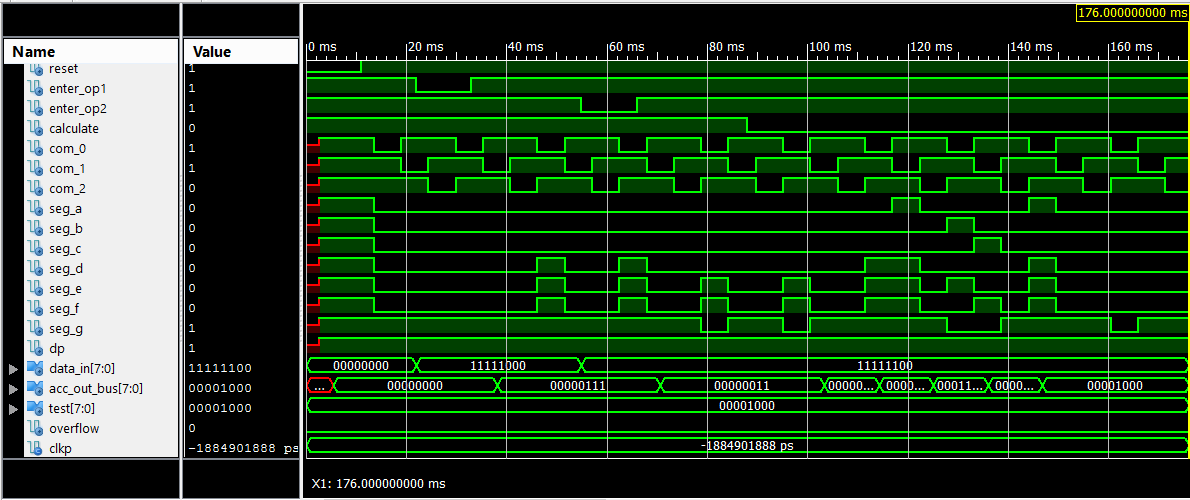 176.000000000 ms
Name Value 0 ms 20 ms 40 ms 60 ms 80 ms 100 ms 120 ms 140 ms 160 ms
reset 1
enter_op1 1
enter_op2 1
calculate 0
com_0 1
com_1 1
com_2 0
seg_a 0
seg_b 0
seg_c 0
seg_d 0
seg_e 0
seg_f 0
seg_g 1
dp 1
data_in[7:0] 11111100 00000000 11111000 11111100
acc_out_bus[7:0] 00001000 ... 00000000 00000111 00000011 00000... 0000... 00011... 0000... 00001000
test[7:0] 00001000 00001000
overflow 0
clkp -1884901888 ps -1884901888 ps
X1: 176.000000000 ms